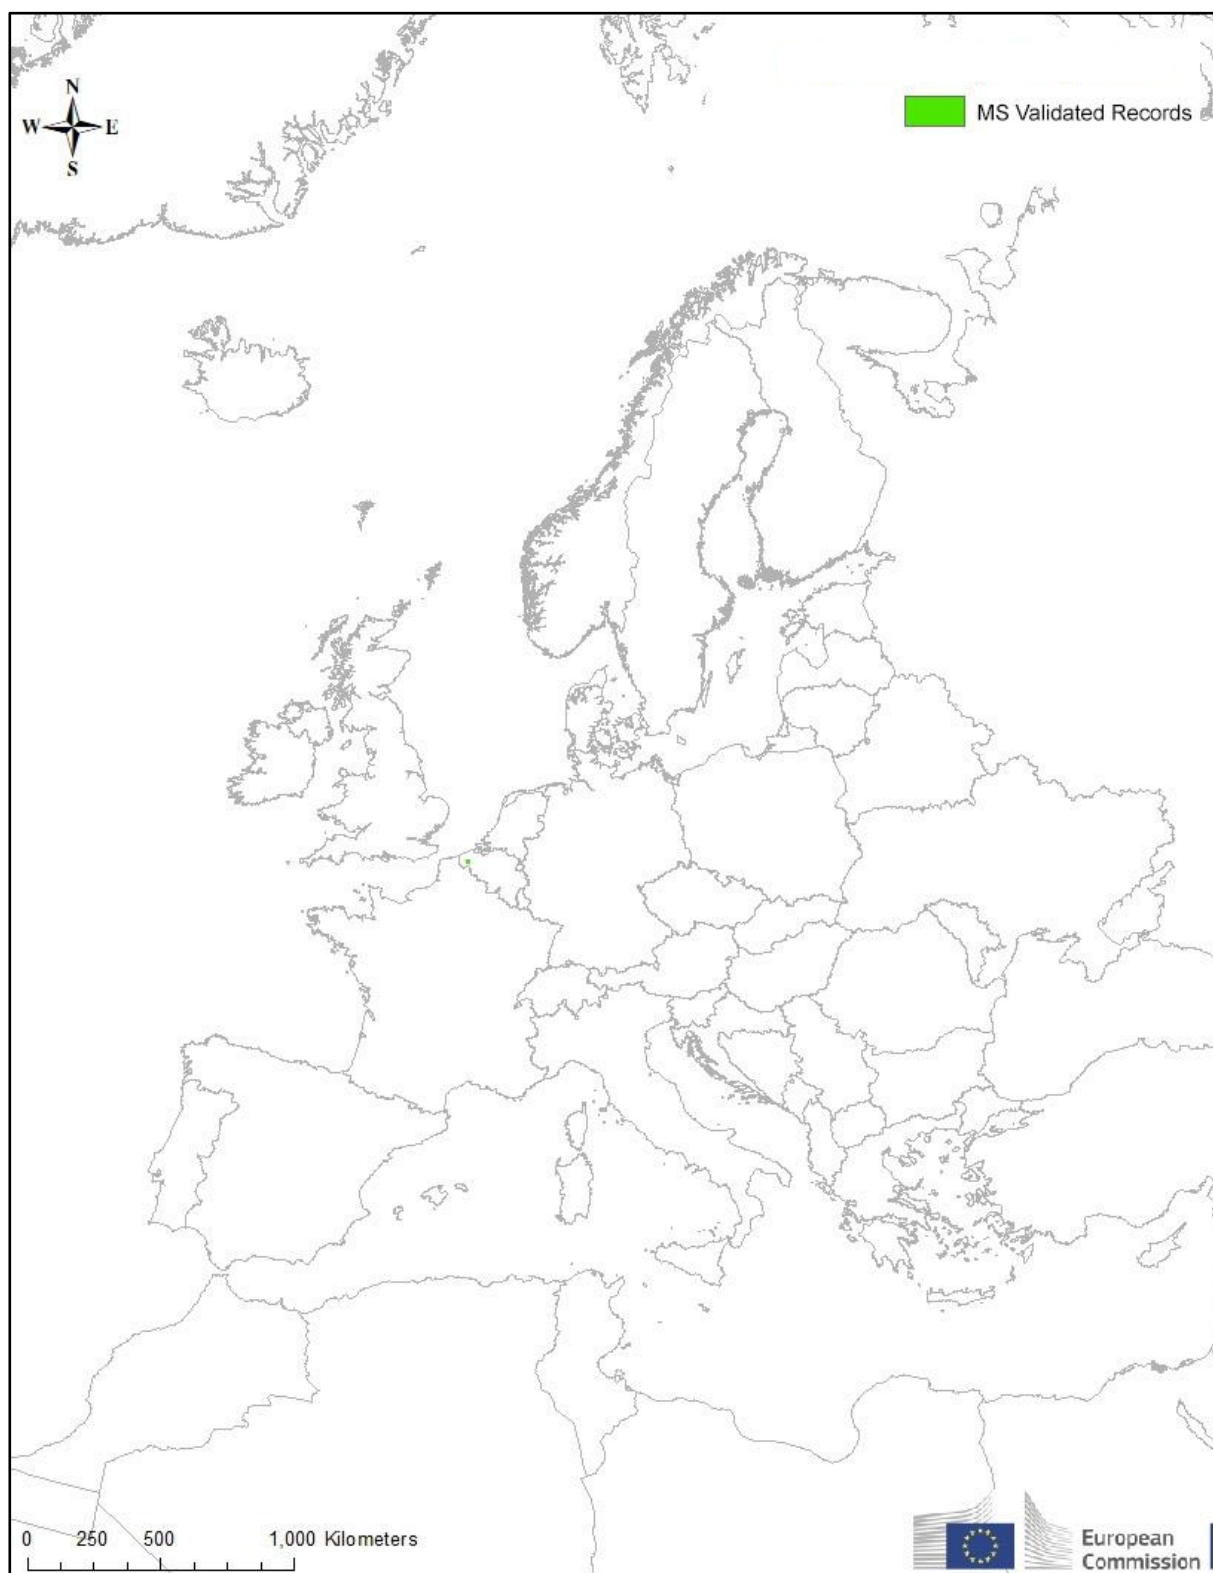 N
W E
S
MS Validated Records
0 250 500 1,000 Kilometers
European
Commission